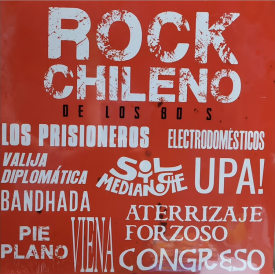 ROCK
CHILENO
DE LOS 80´S
LOS PRISIONEROS
ELECTRODOMÉSTICOS
VALIJA
DIPLOMÁTICA
SOL
MEDIANOCHE
UPA!
BANDHADA
ATERRIZAJE
FORZOSO
PIE
PLANO
VIENA
CONGRESO